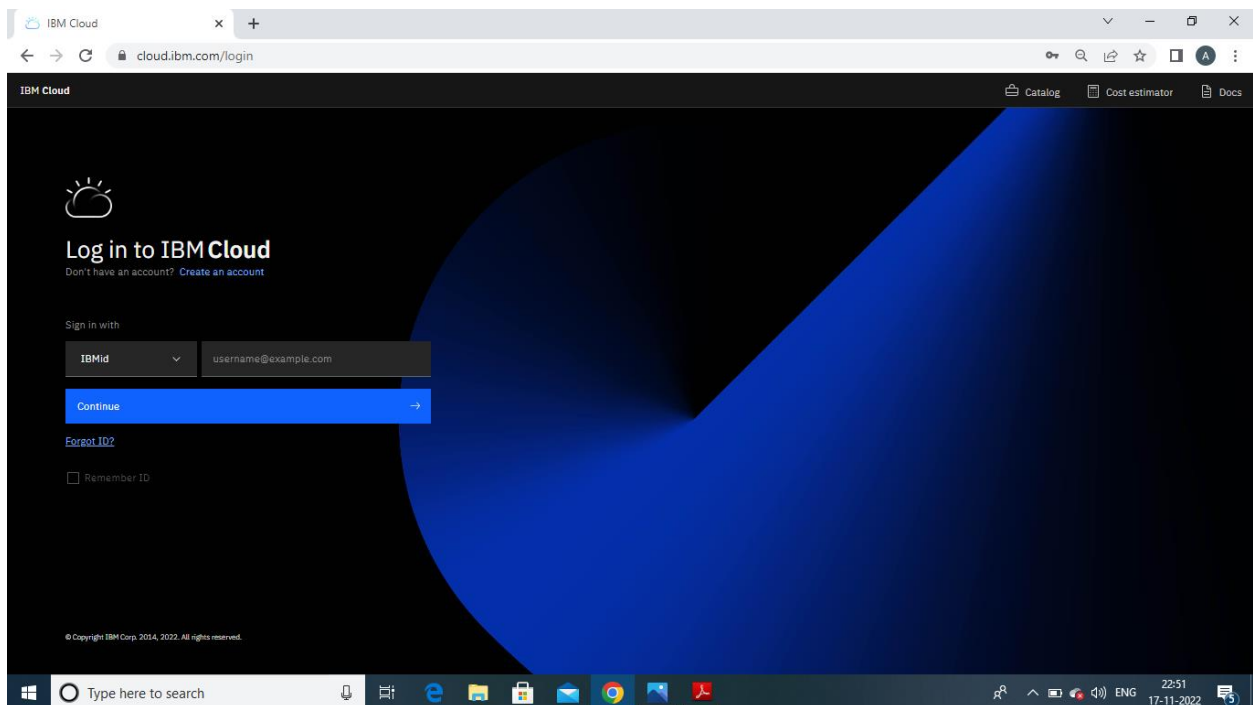 IBM Cloud
cloud.ibm.com/login
A
IBM Cloud
Catalog
Cost estimator
Docs
Log in to IBM Cloud
Don't have an account? Create an account
Sign in with
IBMid
username@example.com
Continue
Forgot ID?
Remember ID
© Copyright IBM Corp. 2014, 2022. All rights reserved.
Type here to search
ENG
22:51
17-11-2022
5